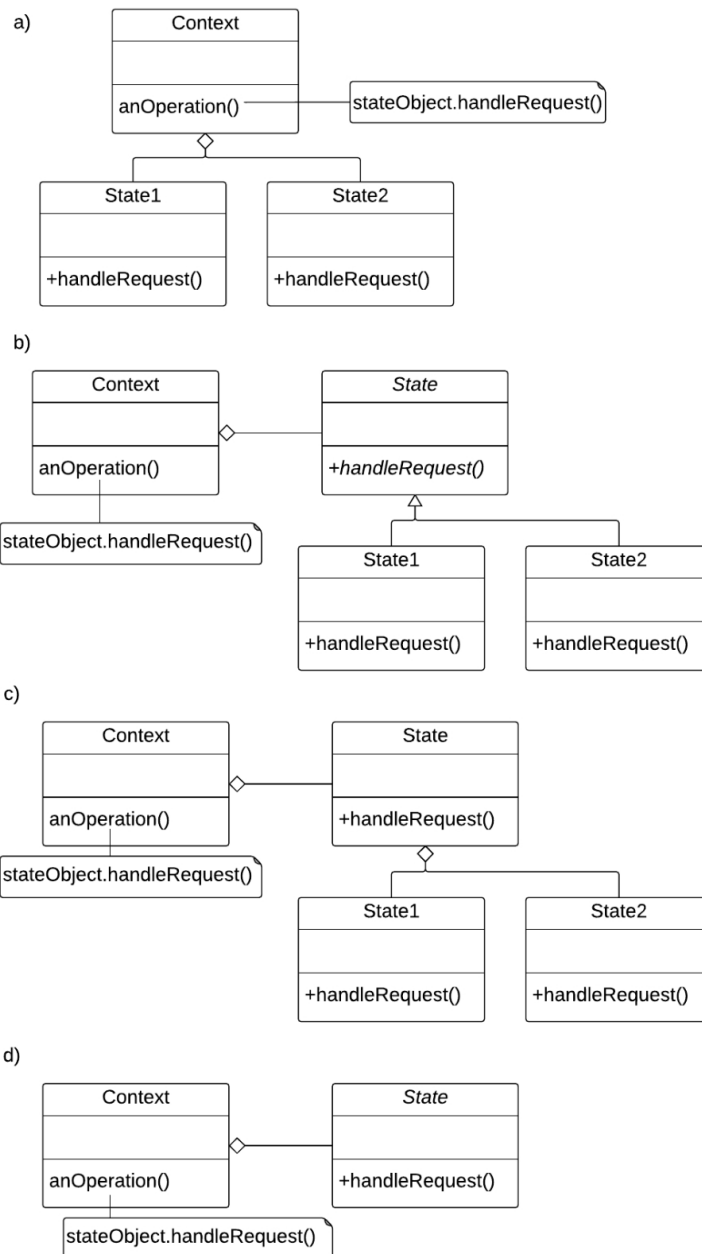 a)
Context
anOperation()
stateObject.handleRequest()
State1
State2
+handleRequest()
+handleRequest()
b)
Context
State
anOperation()
+handleRequest()
stateObject.handleRequest()
State1
State2
+handleRequest()
+handleRequest()
c)
Context
State
anOperation()
+handleRequest()
stateObject.handleRequest()
State1
State2
+handleRequest()
+handleRequest()
d)
Context
State
anOperation()
+handleRequest()
stateObject.handleRequest()